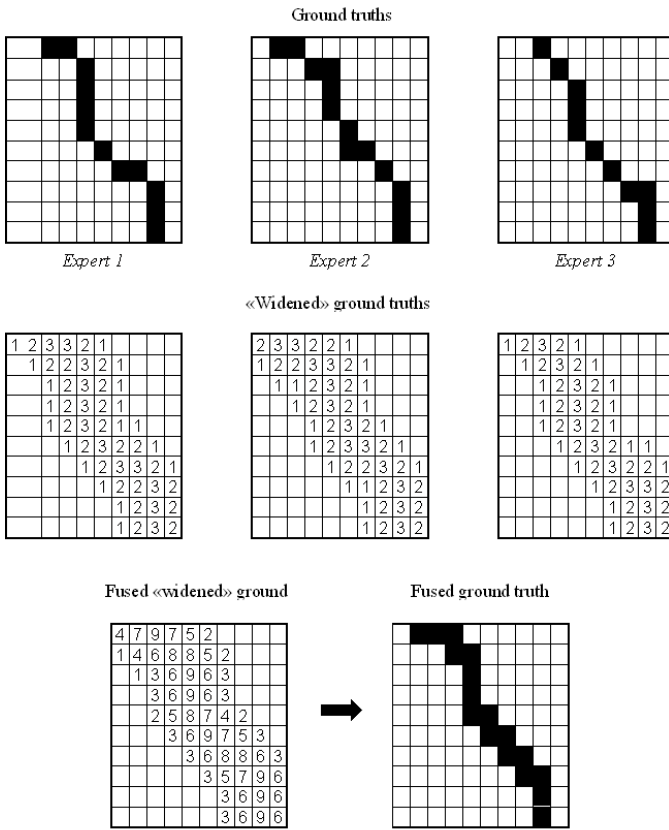 Ground truths
Expert 1
Expert 2
Expert 3
«Widened» ground truths
1 2 3 3 2 1
1 2 2 3 2 1
1 2 3 2 1
1 2 3 2 1
1 2 3 2 1 1
1 2 3 2 2 1
1 2 3 3 2 1
1 2 2 3 2
1 2 3 2
1 2 3 2
2 3 3 2 2 1
1 2 2 3 3 2 1
1 1 2 3 2 1
1 2 3 2 1
1 2 3 2 1
1 2 3 3 2 1
1 2 2 3 2 1
1 1 2 3 2
1 2 3 2
1 2 3 2
1 2 3 2 1
1 2 3 2 1
1 2 3 2 1
1 2 3 2 1
1 2 3 2 1
1 2 3 2 1 1
1 2 3 2 2 1
1 2 3 3 2
1 2 3 2
1 2 3 2
Fused «widened» ground
4 7 9 7 5 2
1 4 6 8 8 5 2
1 3 6 9 6 3
3 6 9 6 3
2 5 8 7 4 2
3 6 9 7 5 3
3 6 8 8 6 3
3 5 7 9 6
3 6 9 6
3 6 9 6
Fused ground truth